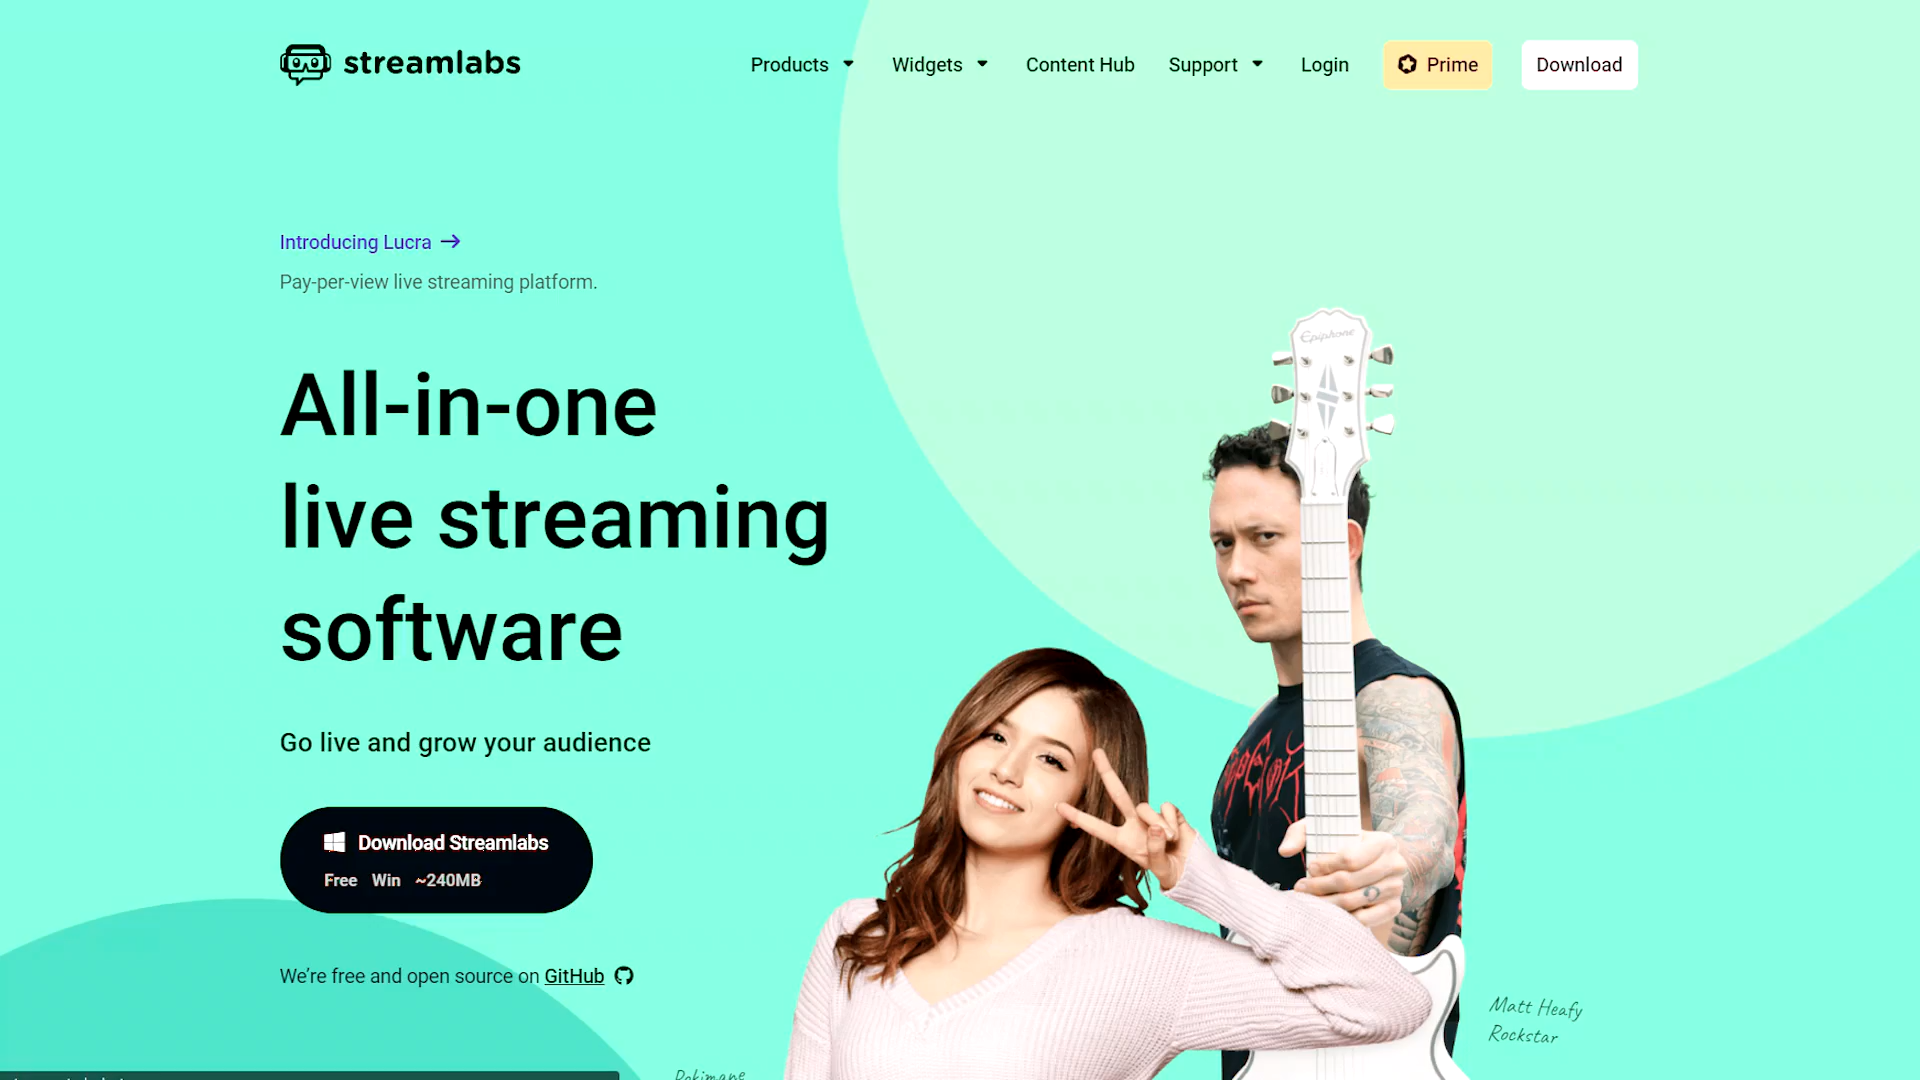 streamlabs
Products Widgets Content Hub Support Login Prime Download
Introducing Lucra →
Pay-per-view live streaming platform.
All-in-one
live streaming
software
Go live and grow your audience
Download Streamlabs
Free Win ~240MB
We’re free and open source on GitHub
Epiphone
Matt Heafy
Rockstar
Pokimane